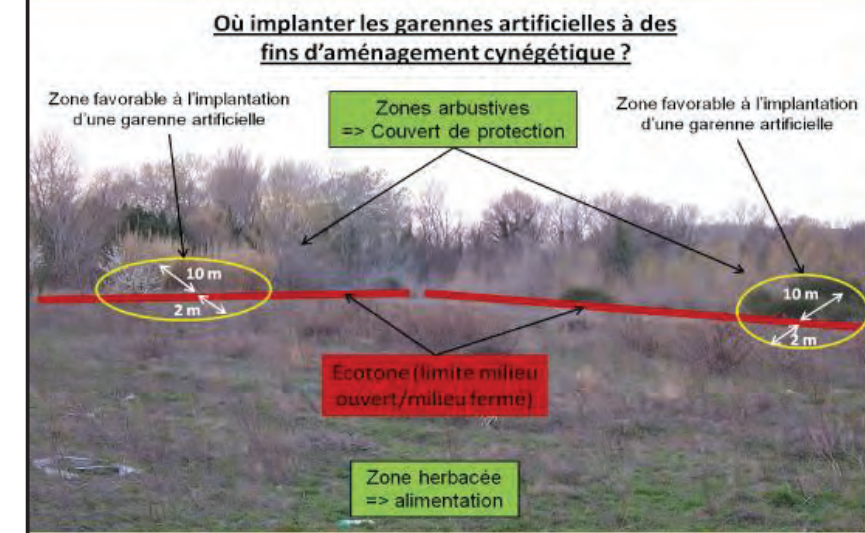 Où implanter les garennes artificielles à des
fins d'aménagement cynégétique ?
Zone favorable à l'implantation
d'une garenne artificielle
Zones arbustives
=> Couvert de protection
Zone favorable à l'implantation
d'une garenne artificielle
10 m
2 m
10 m
2 m
Ecotone (limite milieu
ouvert/milieu fermé)
Zone herbacée
=> alimentation